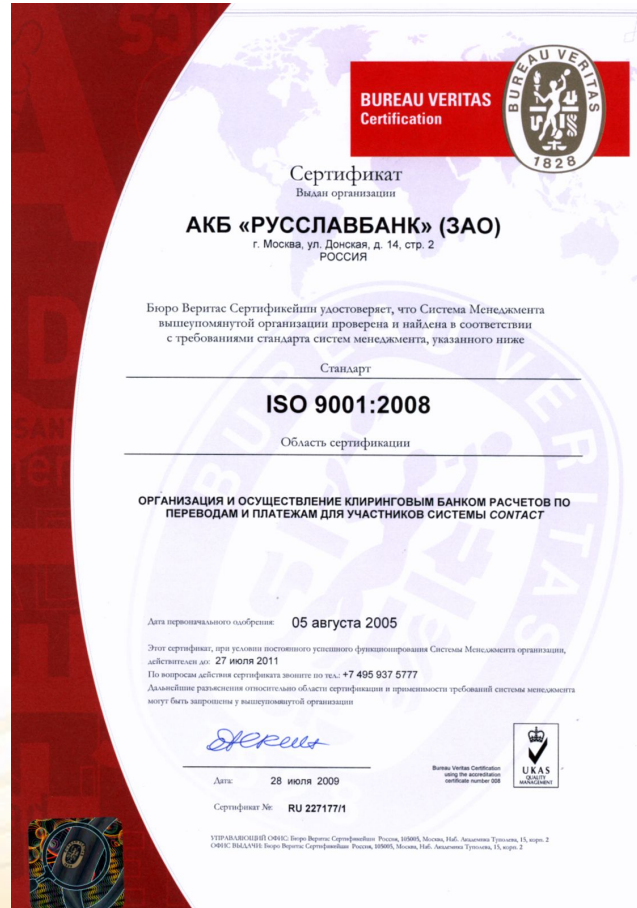 BUREAU VERITAS
Certification
BUREAU VERITAS
1828
Сертификат
Выдан организации
АКБ «РУССЛАВБАНК» (ЗАО)
г. Москва, ул. Донская, д. 14, стр. 2
РОССИЯ
Бюро Веритас Сертификейшн удостоверяет, что Система Менеджмента
вышеупомянутой организации проверена и найдена в соответствии
с требованиями стандарта систем менеджмента, указанного ниже
Стандарт
ISO 9001:2008
Область сертификации
ОРГАНИЗАЦИЯ И ОСУЩЕСТВЛЕНИЕ КЛИРИНГОВЫМ БАНКОМ РАСЧЕТОВ ПО
ПЕРЕВОДАМ И ПЛАТЕЖАМ ДЛЯ УЧАСТНИКОВ СИСТЕМЫ CONTACT
Дата первоначального одобрения: 05 августа 2005
Этот сертификат, при условии постоянного успешного функционирования Системы Менеджмента организации,
действителен до: 27 июля 2011
По вопросам действия сертификата звоните по тел.: +7 495 937 5777
Дальнейшие разъяснения относительно области сертификации и применимости требований системы менеджмента
могут быть запрошены у вышеупомянутой организации
Bureau Veritas Certification
using the accreditation
certificate number 008
UKAS
QUALITY
MANAGEMENT
Дата: 28 июля 2009
Сертификат №: RU 227177/1
УПРАВЛЯЮЩИЙ ОФИС: Бюро Веритас Сертификейшн Россия, 105005, Москва, Наб. Академика Туполева, 15, корп. 2
ОФИС ВЫДАЧИ: Бюро Веритас Сертификейшн Россия, 105005, Москва, Наб. Академика Туполева, 15, корп. 2